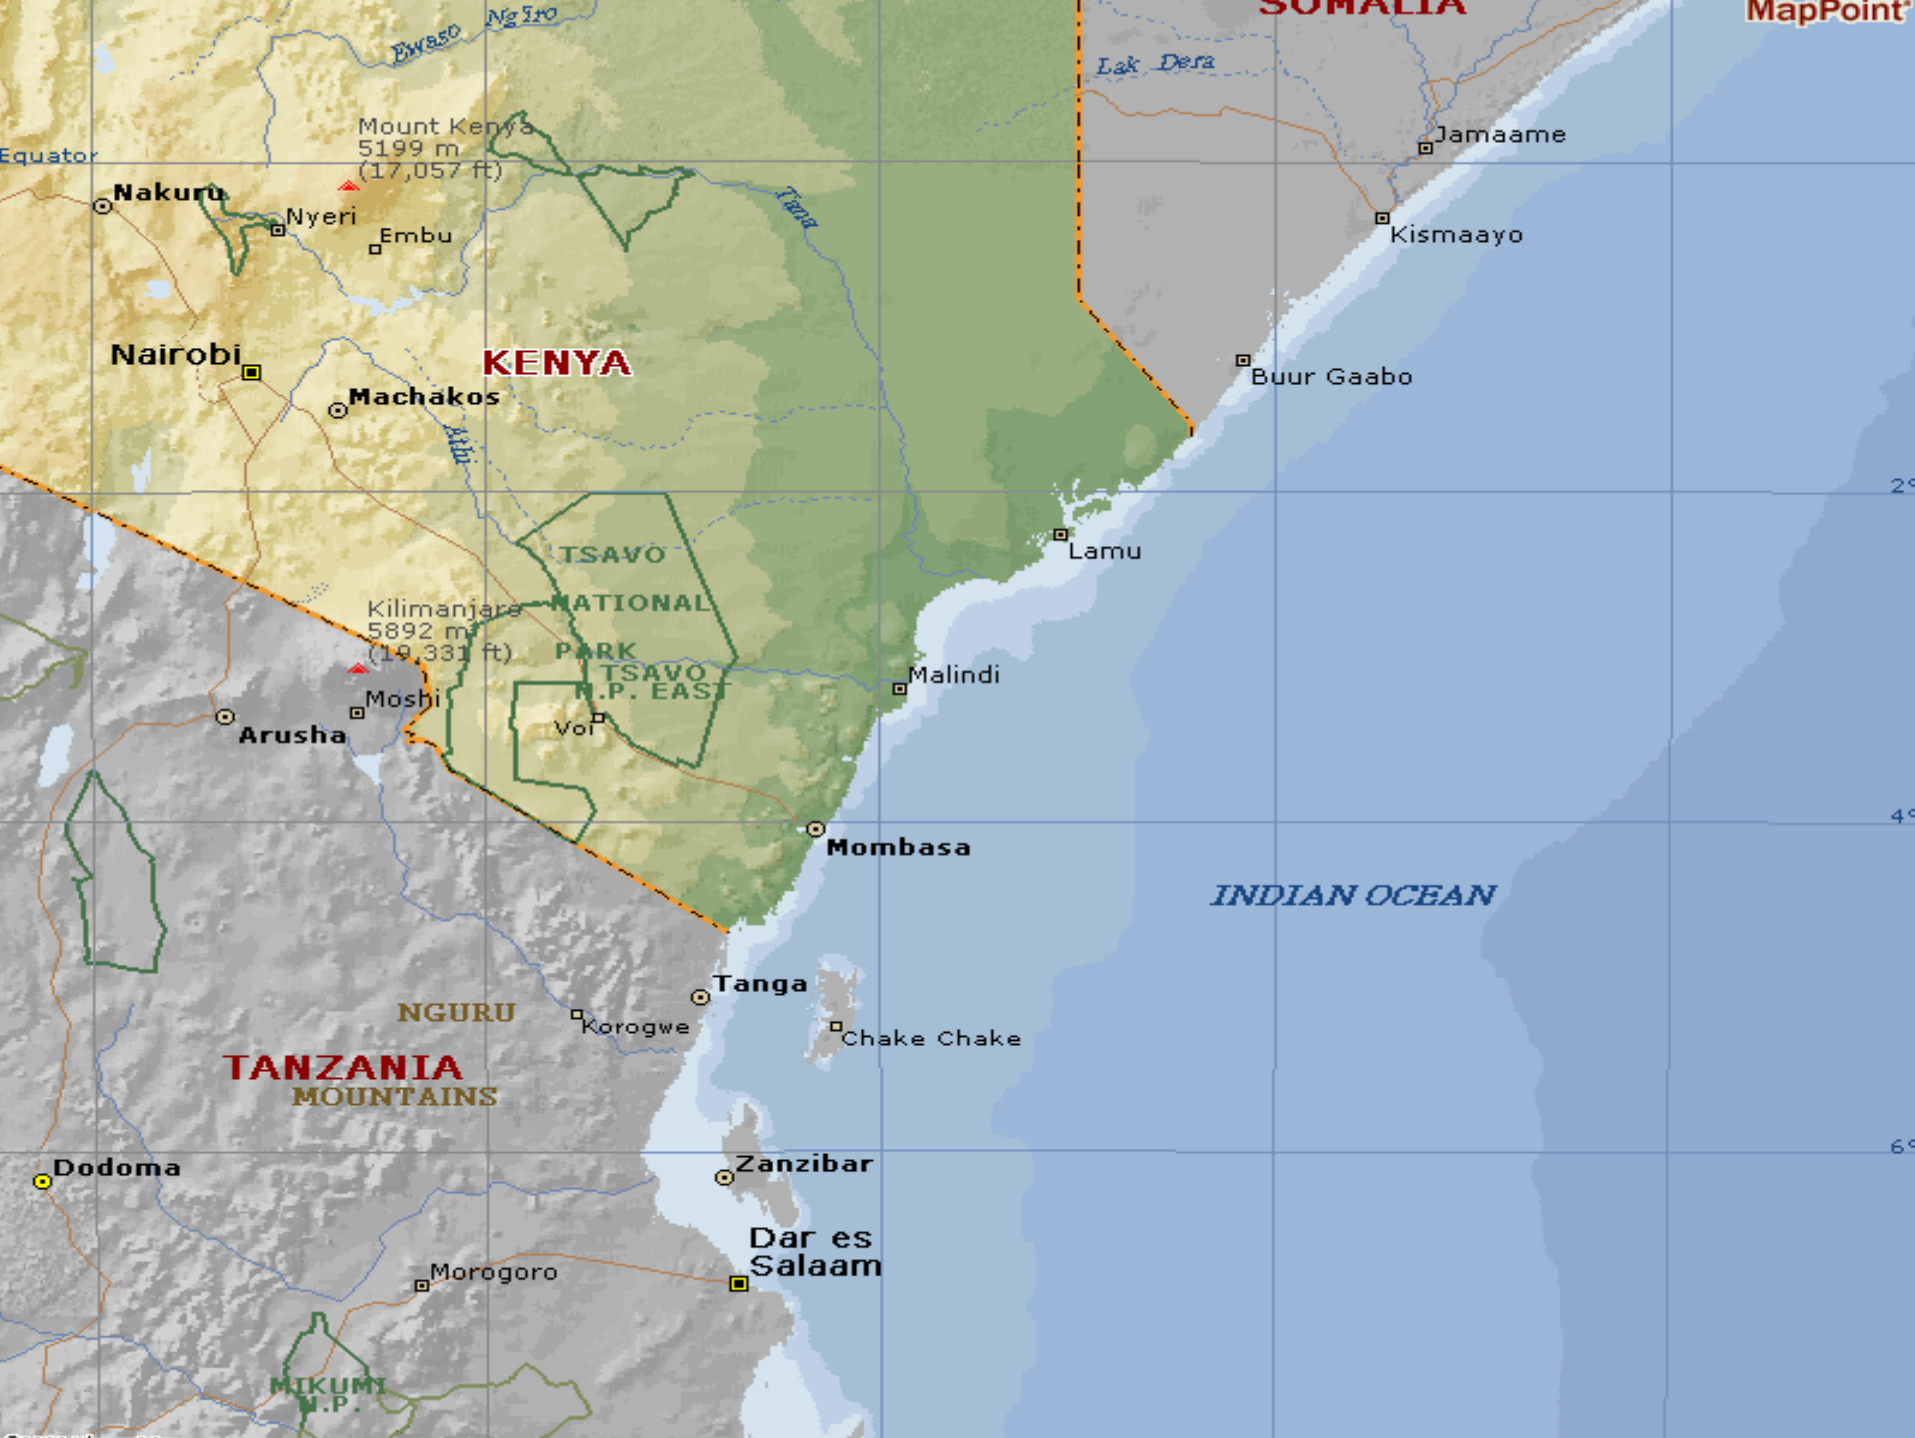 SOMALIA
MapPoint®
Ewaso Ng'iro
Lak Dera
Mount Kenya
5199 m
(17,057 ft)
Jamaame
Equator
Nakuru
Nyeri
Embu
Tana
Kismaayo
Nairobi
KENYA
Buur Gaabo
Machakos
Athi
2°
TSAVO
NATIONAL
PARK
Lamu
Kilimanjaro
5892 m
(19,331 ft)
TSAVO
N.P. EAST
Malindi
Moshi
Voi
Arusha
4°
Mombasa
INDIAN OCEAN
Tanga
NGURU
MOUNTAINS
Korogwe
Chake Chake
TANZANIA
6°
Dodoma
Zanzibar
Dar es
Salaam
Morogoro
MIKUMI
N.P.